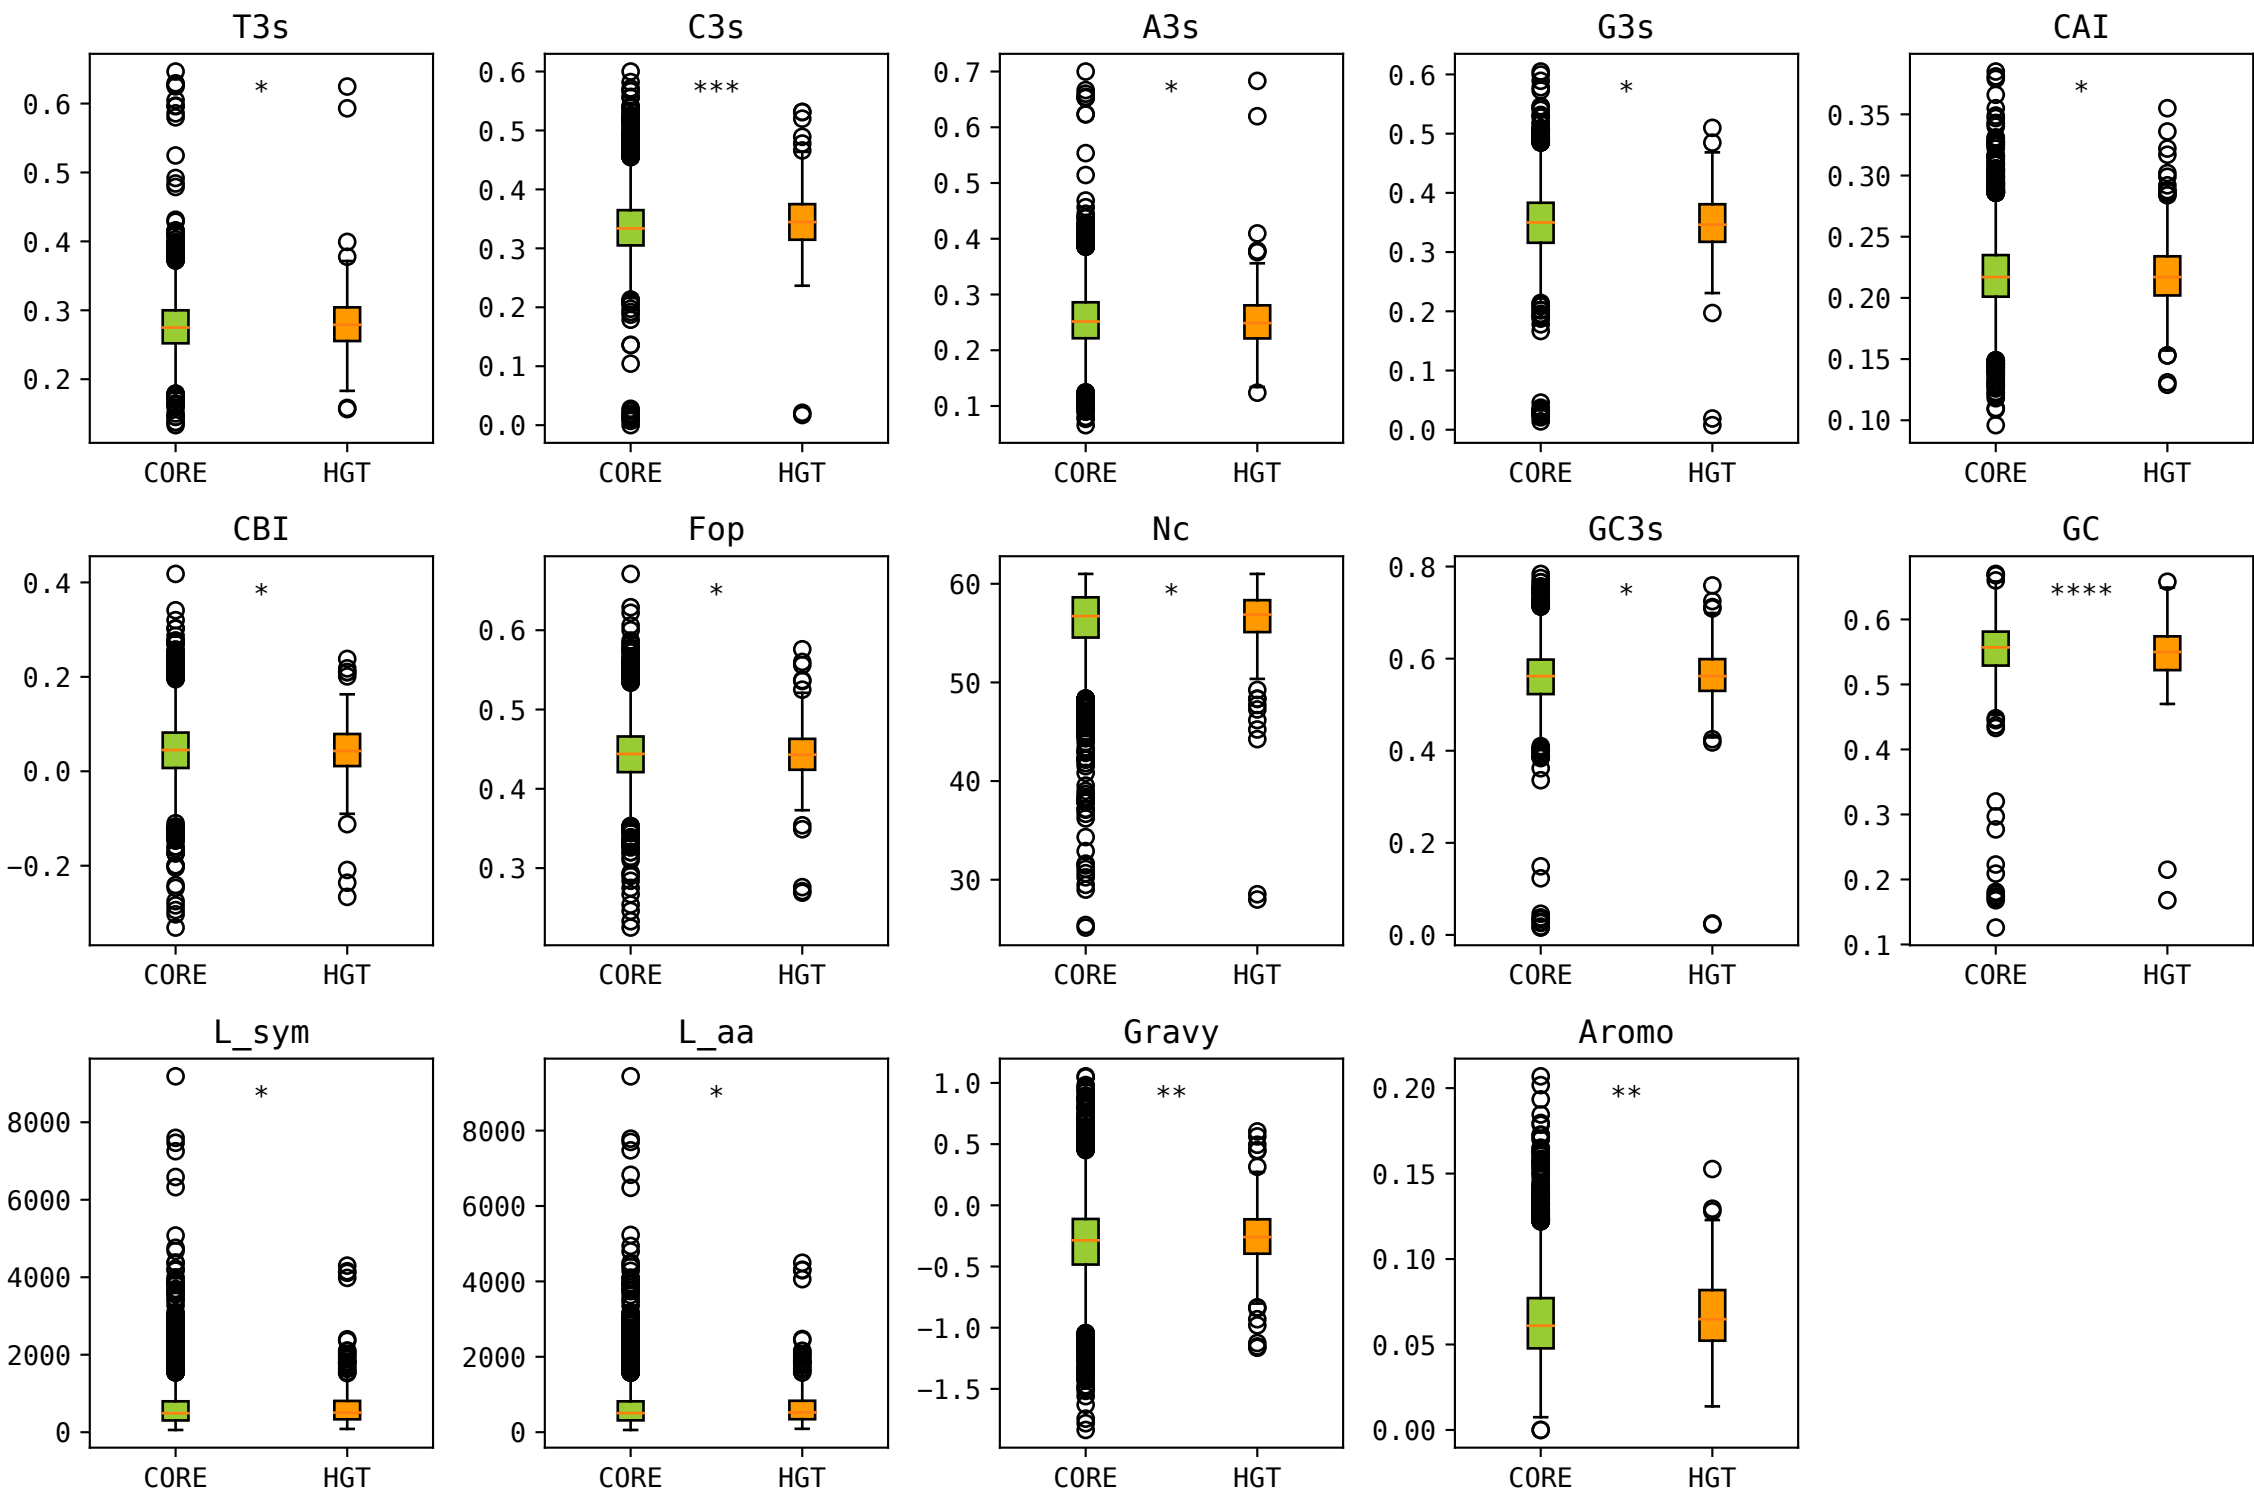 T3s C3s A3s G3s CAI
* *** * * *
0.6 0.5 0.4 0.3 0.2
0.6 0.5 0.4 0.3 0.2 0.1 0.0
0.7 0.6 0.5 0.4 0.3 0.2 0.1
0.6 0.5 0.4 0.3 0.2 0.1 0.0
0.35 0.30 0.25 0.20 0.15 0.10
CORE HGT CORE HGT CORE HGT CORE HGT CORE HGT
CBI Fop Nc GC3s GC
* * * * ****
0.4 0.2 0.0 −0.2
0.6 0.5 0.4 0.3
60 50 40 30
0.8 0.6 0.4 0.2 0.0
0.6 0.5 0.4 0.3 0.2 0.1
CORE HGT CORE HGT CORE HGT CORE HGT CORE HGT
L_sym L_aa Gravy Aromo
* * ** **
8000 6000 4000 2000 0
8000 6000 4000 2000 0
1.0 0.5 0.0 −0.5 −1.0 −1.5
0.20 0.15 0.10 0.05 0.00
CORE HGT CORE HGT CORE HGT CORE HGT